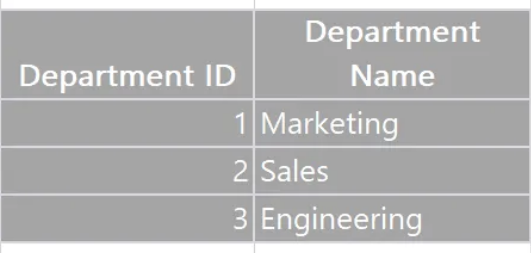 Department ID
Department
Name
1 Marketing
2 Sales
3 Engineering